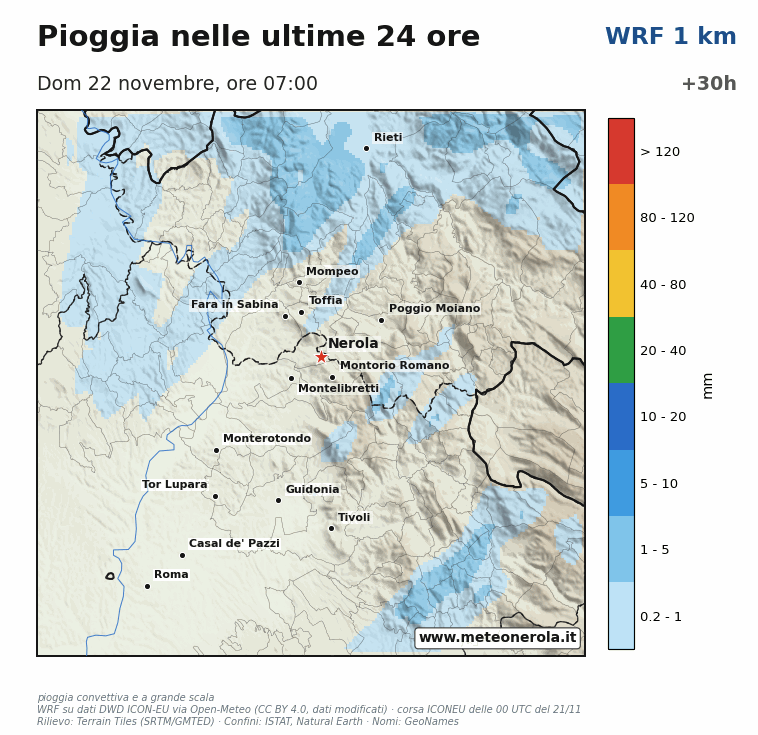 Pioggia nelle ultime 24 ore
WRF 1 km
Dom 22 novembre, ore 07:00
+30h
Rieti
Mompeo
Fara in Sabina
Toffia
Poggio Moiano
Nerola
Montorio Romano
Montelibretti
Monterotondo
Tor Lupara
Guidonia
Tivoli
Casal de' Pazzi
Roma
www.meteonerola.it
> 120
80 - 120
40 - 80
20 - 40
10 - 20
5 - 10
1 - 5
0.2 - 1
mm
pioggia convettiva e a grande scala
WRF su dati DWD ICON-EU via Open-Meteo (CC BY 4.0, dati modificati) · corsa ICONEU delle 00 UTC del 21/11
Rilievo: Terrain Tiles (SRTM/GMTED) · Confini: ISTAT, Natural Earth · Nomi: GeoNames